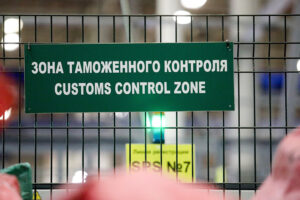 ЗОНА ТАМОЖЕННОГО КОНТРОЛЯ
CUSTOMS CONTROL ZONE
SPS №7